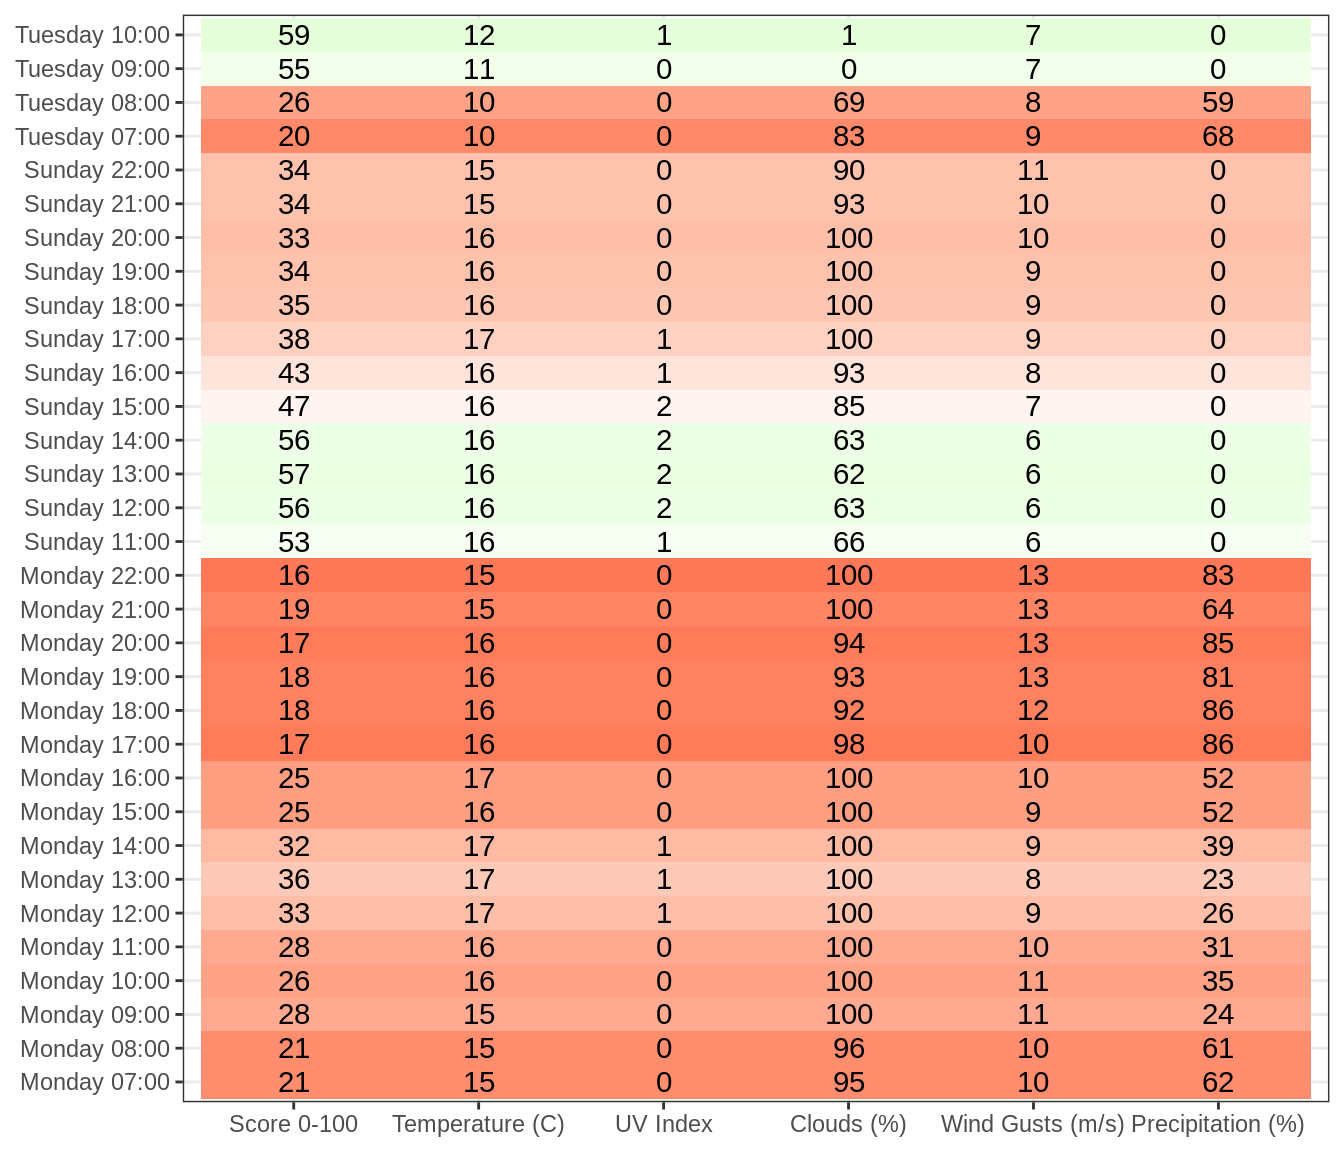 Tuesday 10:00 59 12 1 1 7 0
Tuesday 09:00 55 11 0 0 7 0
Tuesday 08:00 26 10 0 69 8 59
Tuesday 07:00 20 10 0 83 9 68
Sunday 22:00 34 15 0 90 11 0
Sunday 21:00 34 15 0 93 10 0
Sunday 20:00 33 16 0 100 10 0
Sunday 19:00 34 16 0 100 9 0
Sunday 18:00 35 16 0 100 9 0
Sunday 17:00 38 17 1 100 9 0
Sunday 16:00 43 16 1 93 8 0
Sunday 15:00 47 16 2 85 7 0
Sunday 14:00 56 16 2 63 6 0
Sunday 13:00 57 16 2 62 6 0
Sunday 12:00 56 16 2 63 6 0
Sunday 11:00 53 16 1 66 6 0
Monday 22:00 16 15 0 100 13 83
Monday 21:00 19 15 0 100 13 64
Monday 20:00 17 16 0 94 13 85
Monday 19:00 18 16 0 93 13 81
Monday 18:00 18 16 0 92 12 86
Monday 17:00 17 16 0 98 10 86
Monday 16:00 25 17 0 100 10 52
Monday 15:00 25 16 0 100 9 52
Monday 14:00 32 17 1 100 9 39
Monday 13:00 36 17 1 100 8 23
Monday 12:00 33 17 1 100 9 26
Monday 11:00 28 16 0 100 10 31
Monday 10:00 26 16 0 100 11 35
Monday 09:00 28 15 0 100 11 24
Monday 08:00 21 15 0 96 10 61
Monday 07:00 21 15 0 95 10 62
Score 0-100 Temperature (C) UV Index Clouds (%) Wind Gusts (m/s) Precipitation (%)